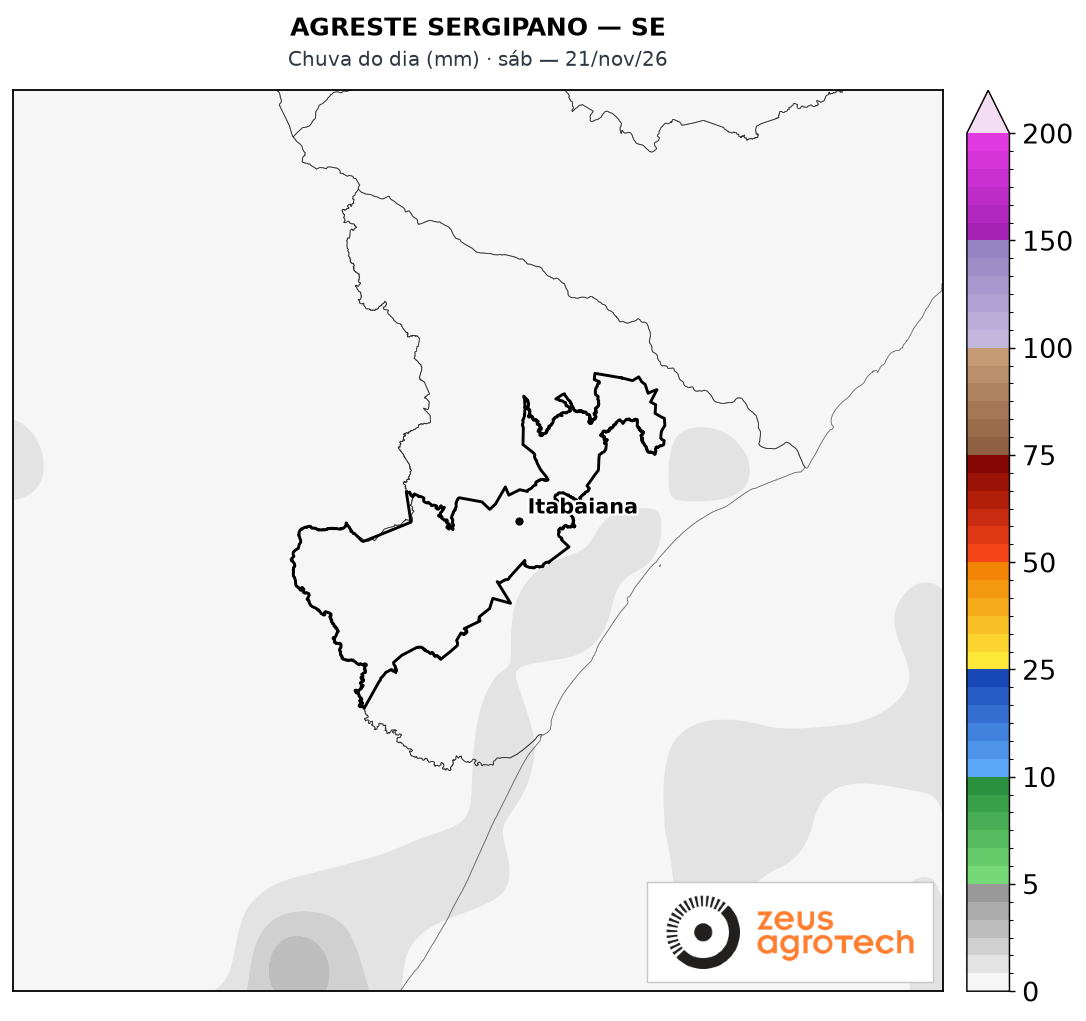 AGRESTE SERGIPANO — SE
Chuva do dia (mm) · sáb — 21/nov/26
200
150
100
75
50
25
10
5
0
Itabaiana
zeus
agrotech